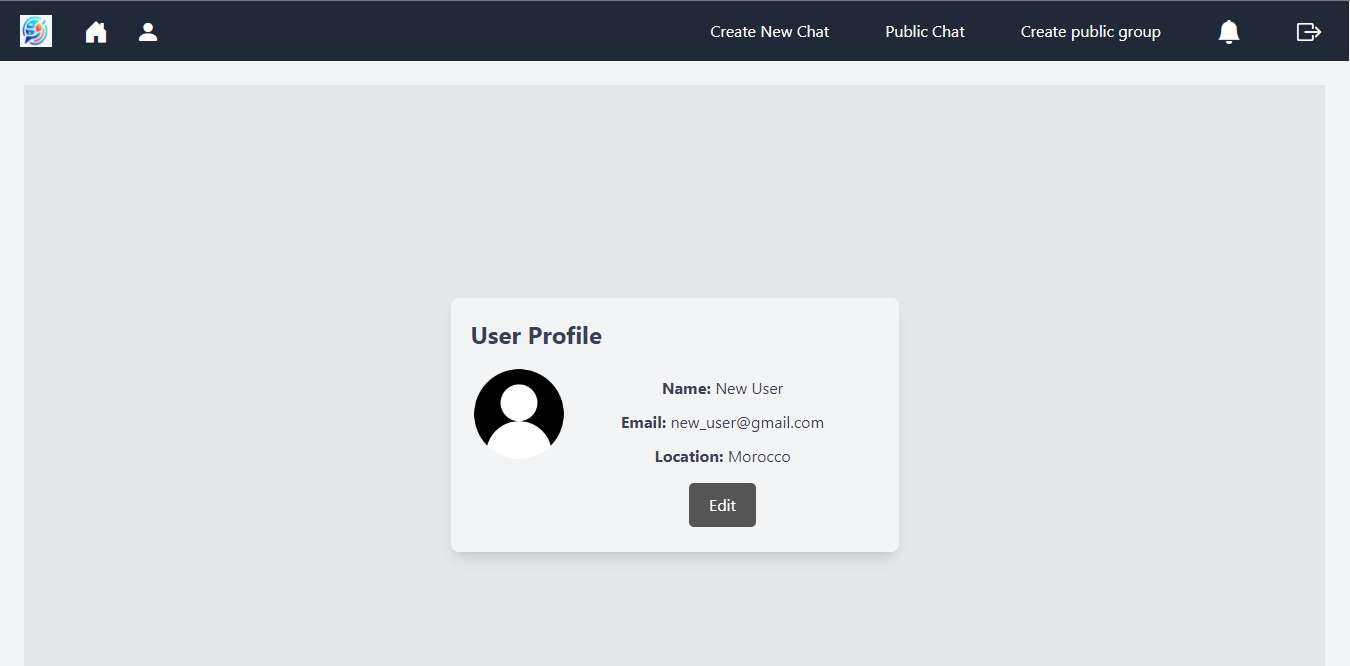 Create New Chat
Public Chat
Create public group
User Profile
Name: New User
Email: new_user@gmail.com
Location: Morocco
Edit